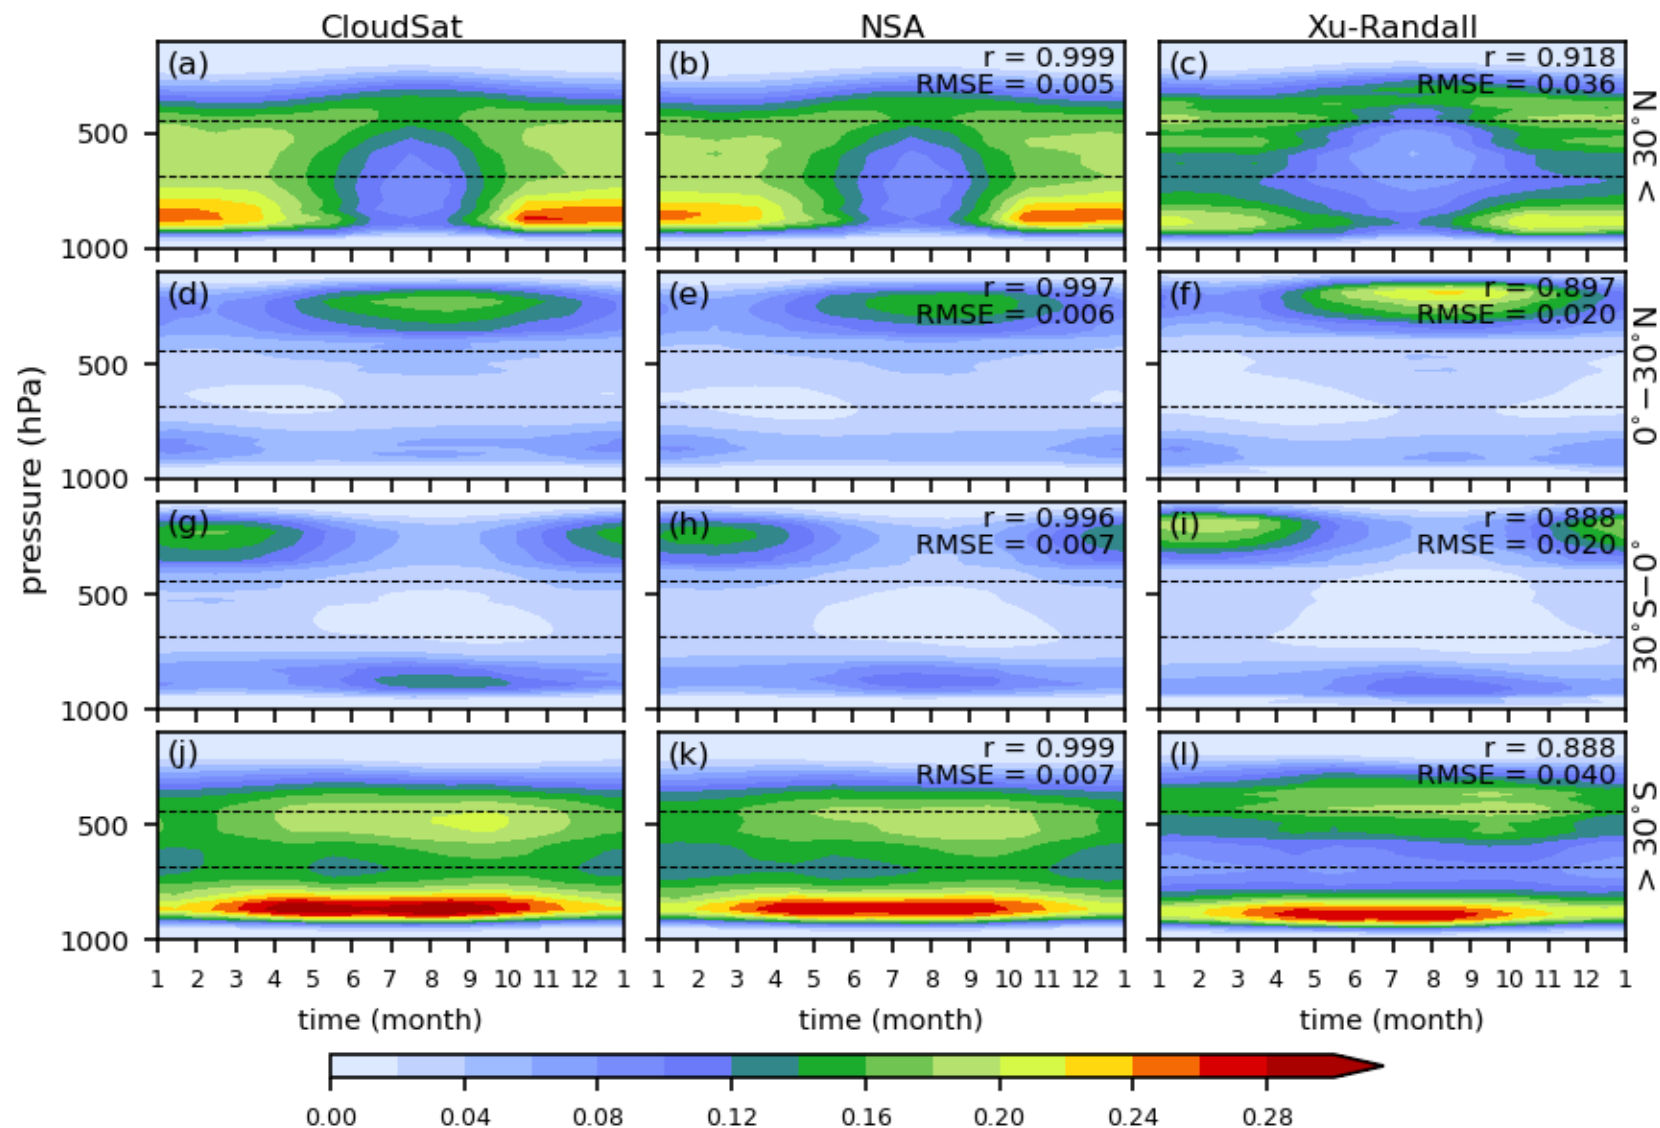 CloudSat NSA Xu-Randall
(a) (b) r = 0.999 (c) r = 0.918
RMSE = 0.005 RMSE = 0.036
500
1000
> 30°N
(d) (e) r = 0.997 (f) r = 0.897
RMSE = 0.006 RMSE = 0.020
500
1000
0°−30°N
pressure (hPa)
(g) (h) r = 0.996 (i) r = 0.888
RMSE = 0.007 RMSE = 0.020
500
1000
30°S−0°
(j) (k) r = 0.999 (l) r = 0.888
RMSE = 0.007 RMSE = 0.040
500
1000
> 30°S
1 2 3 4 5 6 7 8 9 10 11 12 1 1 2 3 4 5 6 7 8 9 10 11 12 1 1 2 3 4 5 6 7 8 9 10 11 12 1
time (month) time (month) time (month)
0.00 0.04 0.08 0.12 0.16 0.20 0.24 0.28